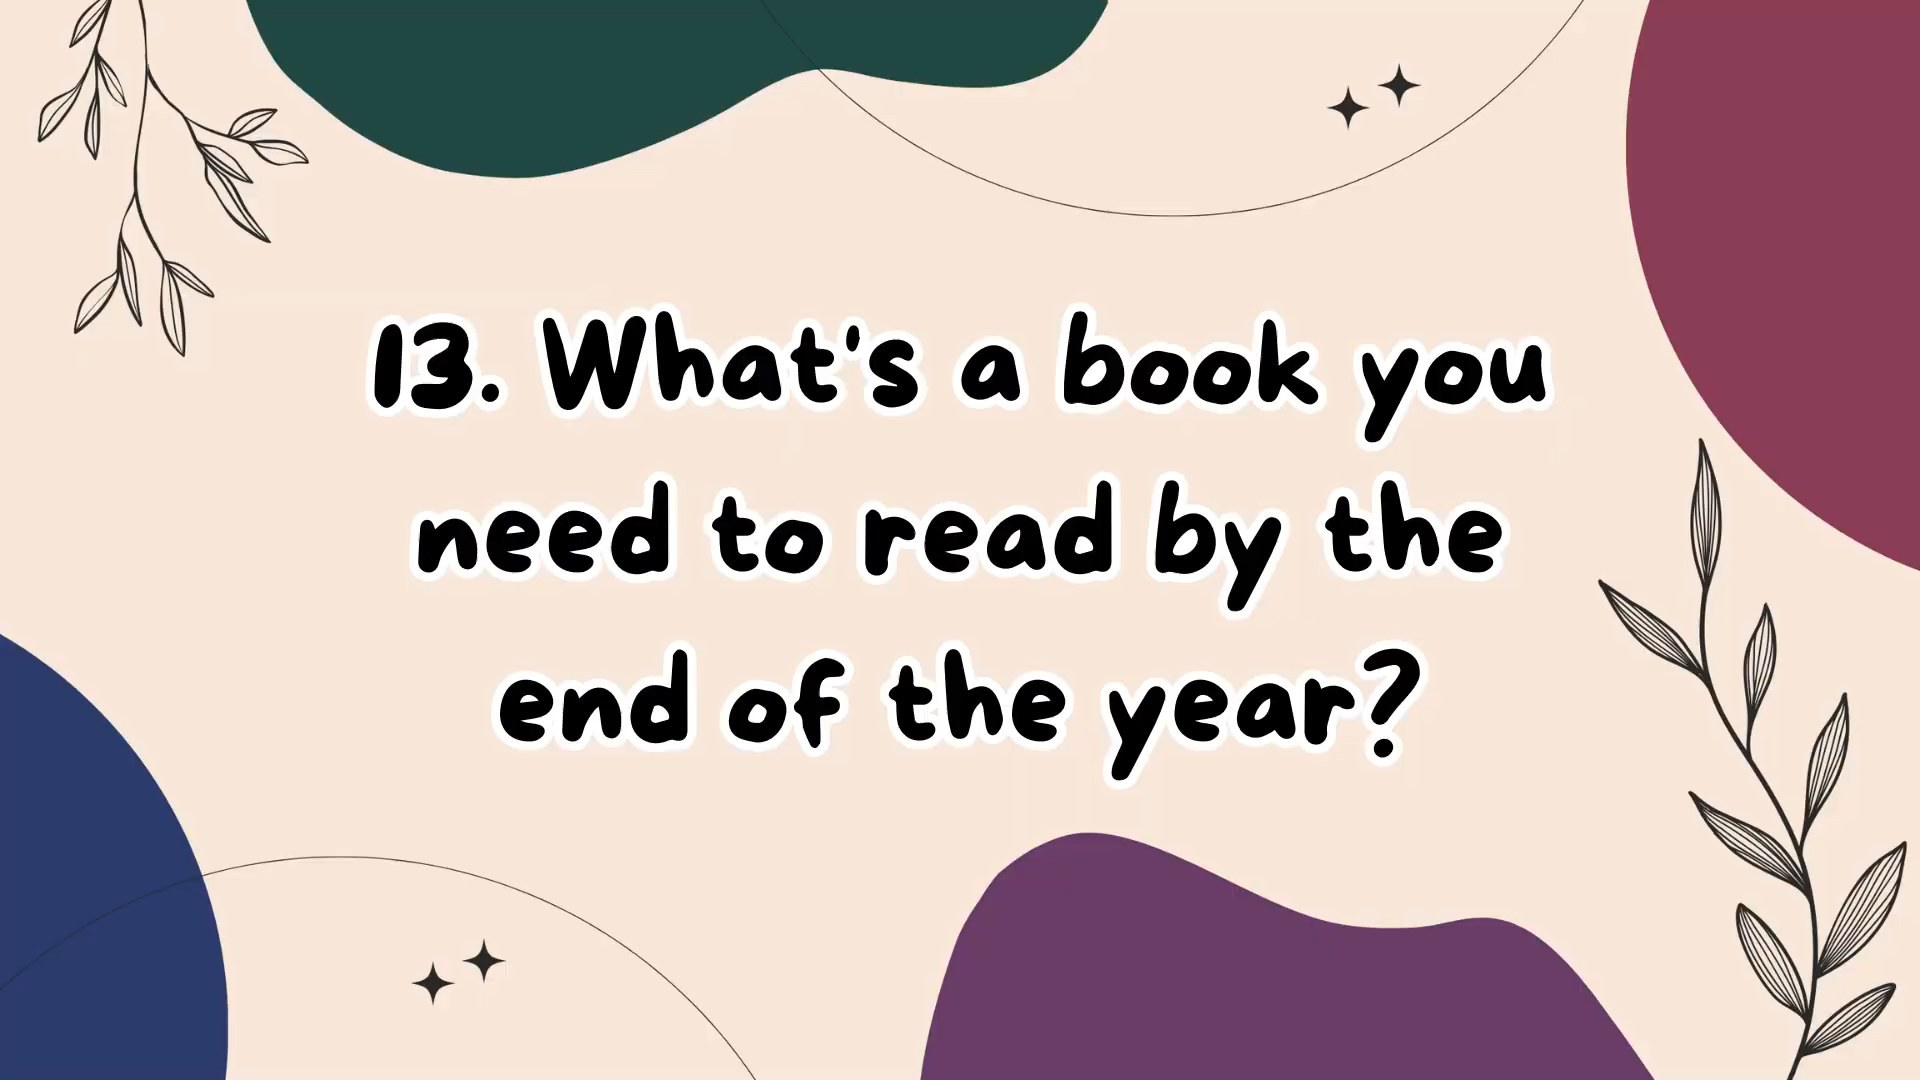 13. What's a book you
need to read by the
end of the year?